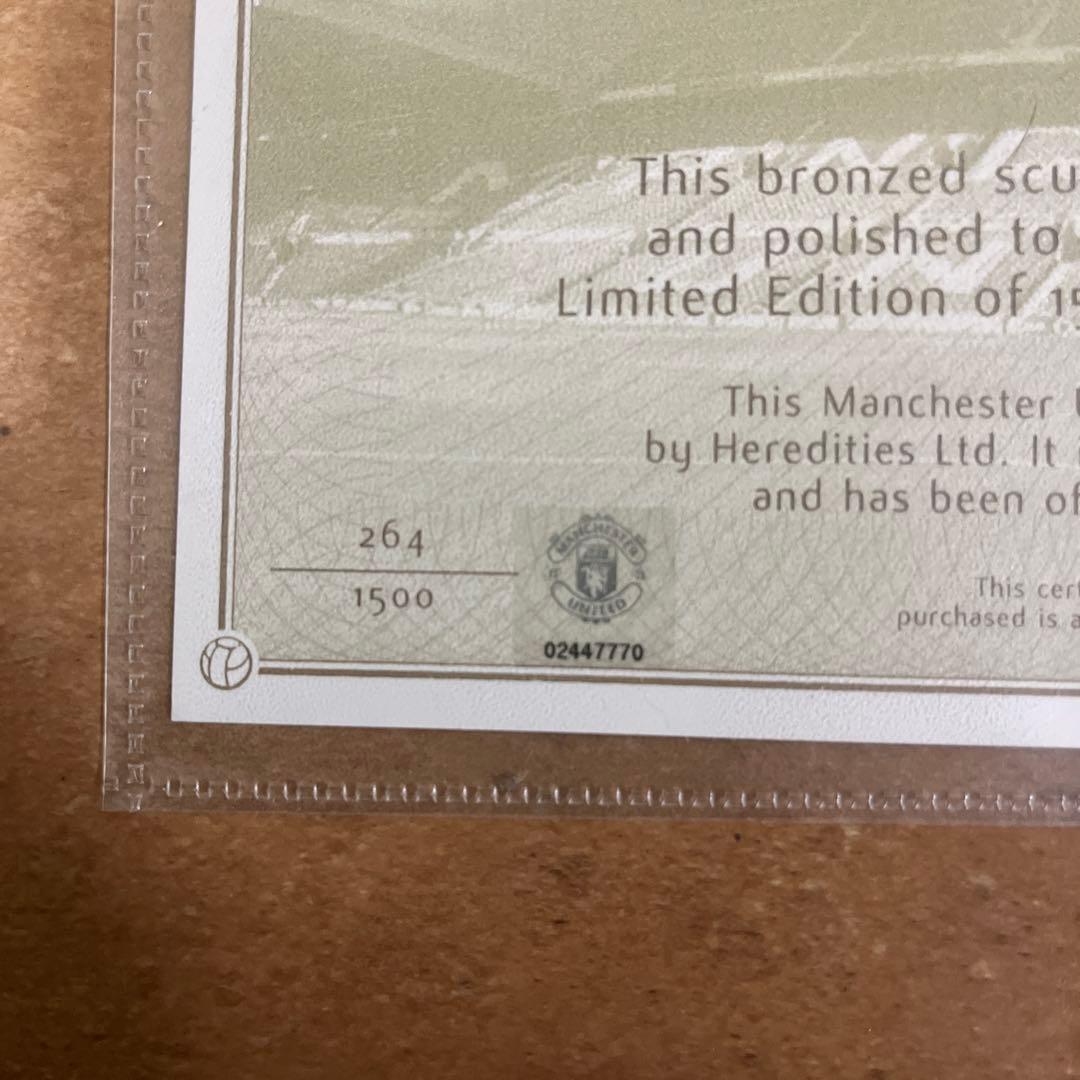 This bronzed scu
and polished to
Limited Edition of 15
This Manchester U
by Heredities Ltd. It
and has been of
264
1500
MANCHESTER
UNITED
02447770
This cert
purchased is a